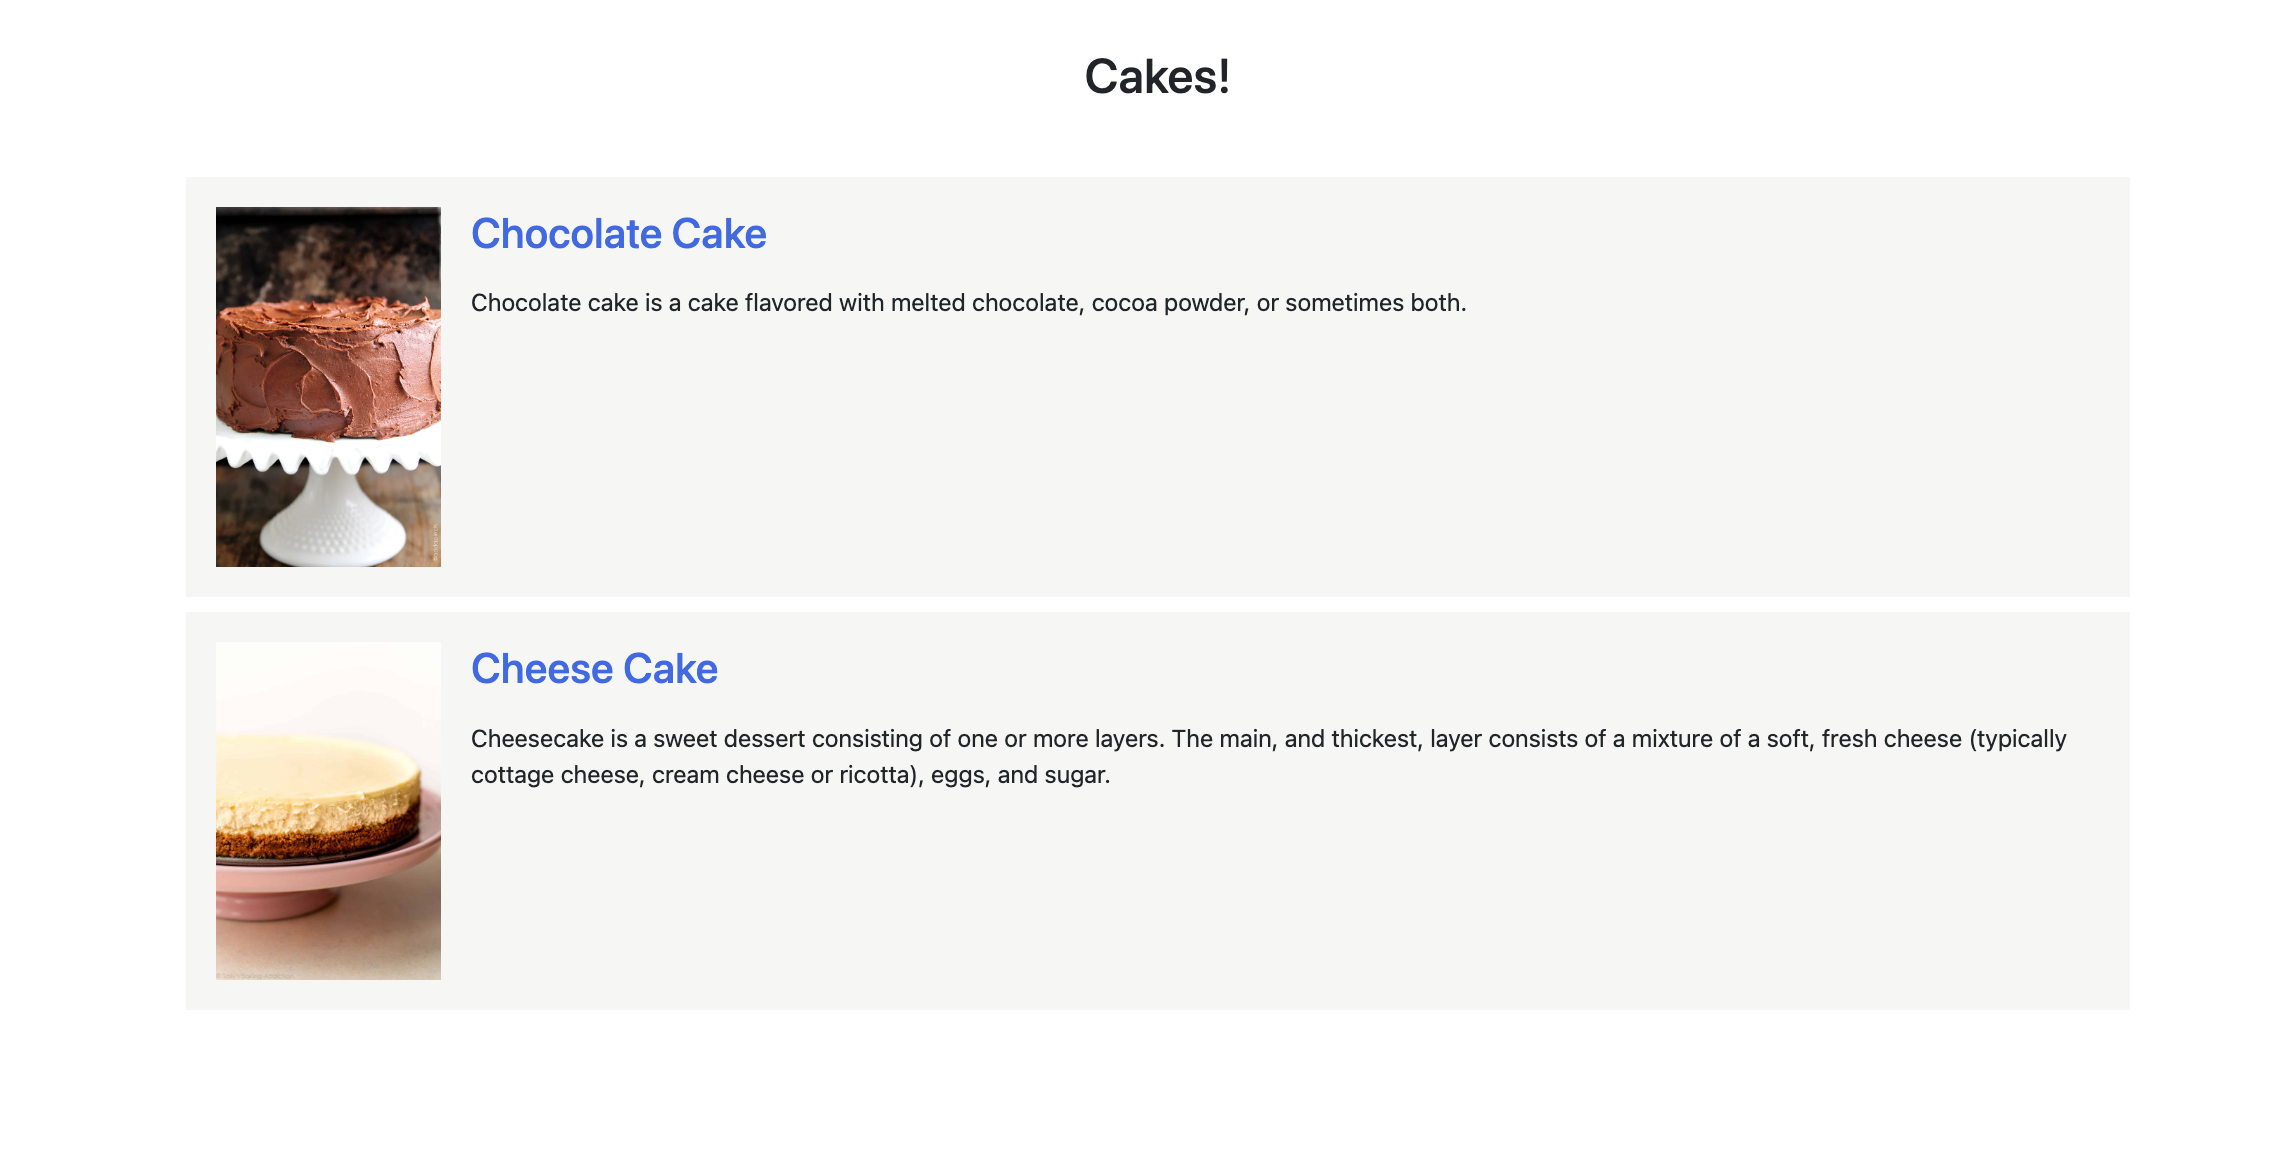 Cakes!
Chocolate Cake
Chocolate cake is a cake flavored with melted chocolate, cocoa powder, or sometimes both.
Cheese Cake
Cheesecake is a sweet dessert consisting of one or more layers. The main, and thickest, layer consists of a mixture of a soft, fresh cheese (typically
cottage cheese, cream cheese or ricotta), eggs, and sugar.